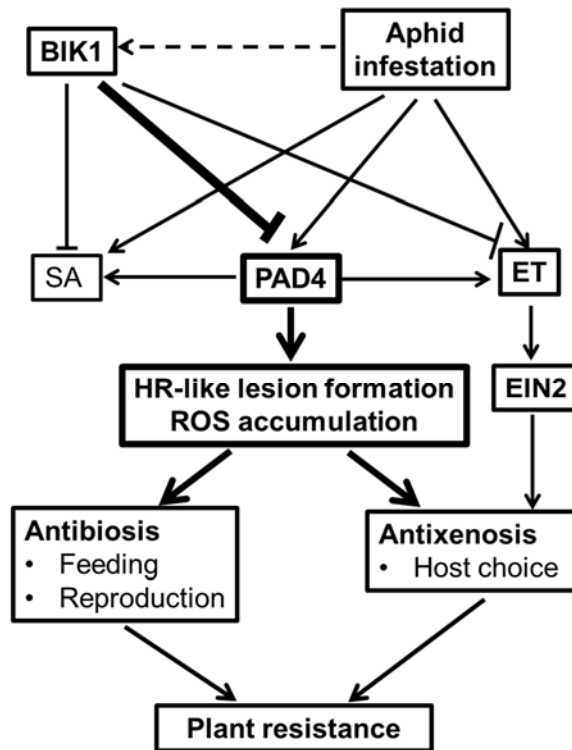 BIK1
Aphid
infestation
SA
PAD4
ET
HR-like lesion formation
ROS accumulation
EIN2
Antibiosis
• Feeding
• Reproduction
Antixenosis
• Host choice
Plant resistance